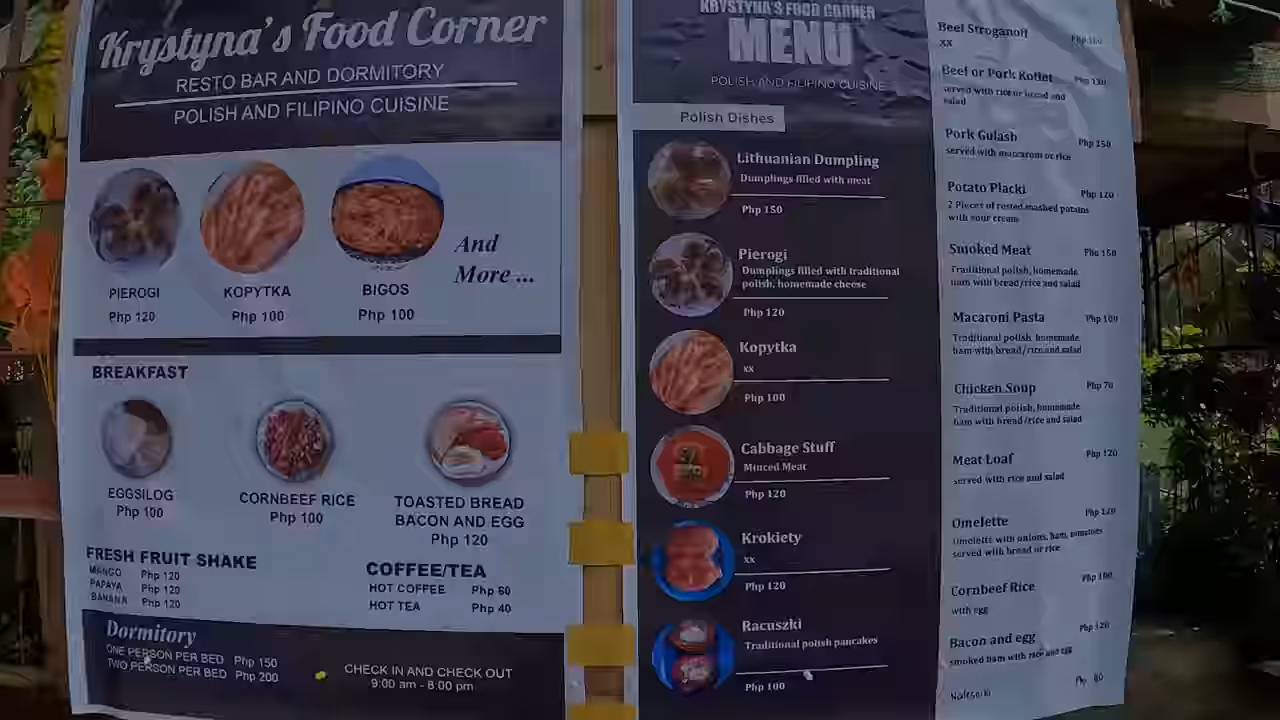 Krystyna's Food Corner
RESTO BAR AND DORMITORY
POLISH AND FILIPINO CUISINE
And
More ...
PIEROGI
Php 120
KOPYTKA
Php 100
BIGOS
Php 100
BREAKFAST
EGGSILOG
Php 100
CORNBEEF RICE
Php 100
TOASTED BREAD
BACON AND EGG
Php 120
FRESH FRUIT SHAKE
MANGO Php 120
PAPAYA Php 120
BANANA Php 120
COFFEE/TEA
HOT COFFEE Php 60
HOT TEA Php 40
Dormitory
ONE PERSON PER BED Php 150
TWO PERSON PER BED Php 200
CHECK IN AND CHECK OUT
9:00 am - 8:00 pm
KRYSTYNA'S FOOD CORNER
MENU
POLISH AND FILIPINO CUISINE
Polish Dishes
Lithuanian Dumpling
Dumplings filled with meat
Php 150
Pierogi
Dumplings filled with traditional
polish, homemade cheese
Php 120
Kopytka
xx
Php 100
Cabbage Stuff
Minced Meat
Php 120
Krokiety
xx
Php 120
Racuszki
Traditional polish pancakes
Php 100
Beef Stroganoff
xx
Beef or Pork Kotlet
served with rice or bread and
salad
Pork Gulash Php 150
served with maccaroni or rice
Potato Placki Php 120
2 Pieces of rosted mashed patatos
with sour cream
Smoked Meat Php 150
Traditional polish, homemade
ham with bread/rice and salad
Macaroni Pasta Php 100
Traditional polish, homemade
ham with bread/rice and salad
Chicken Soup Php 70
Traditional polish, homemade
ham with bread/rice and salad
Meat Loaf Php 120
served with rice and salad
Omelette Php 120
Omelette with onions, ham, tomatoes
served with bread or rice
Cornbeef Rice Php 100
with egg
Bacon and egg Php 120
smoked ham with rice and egg